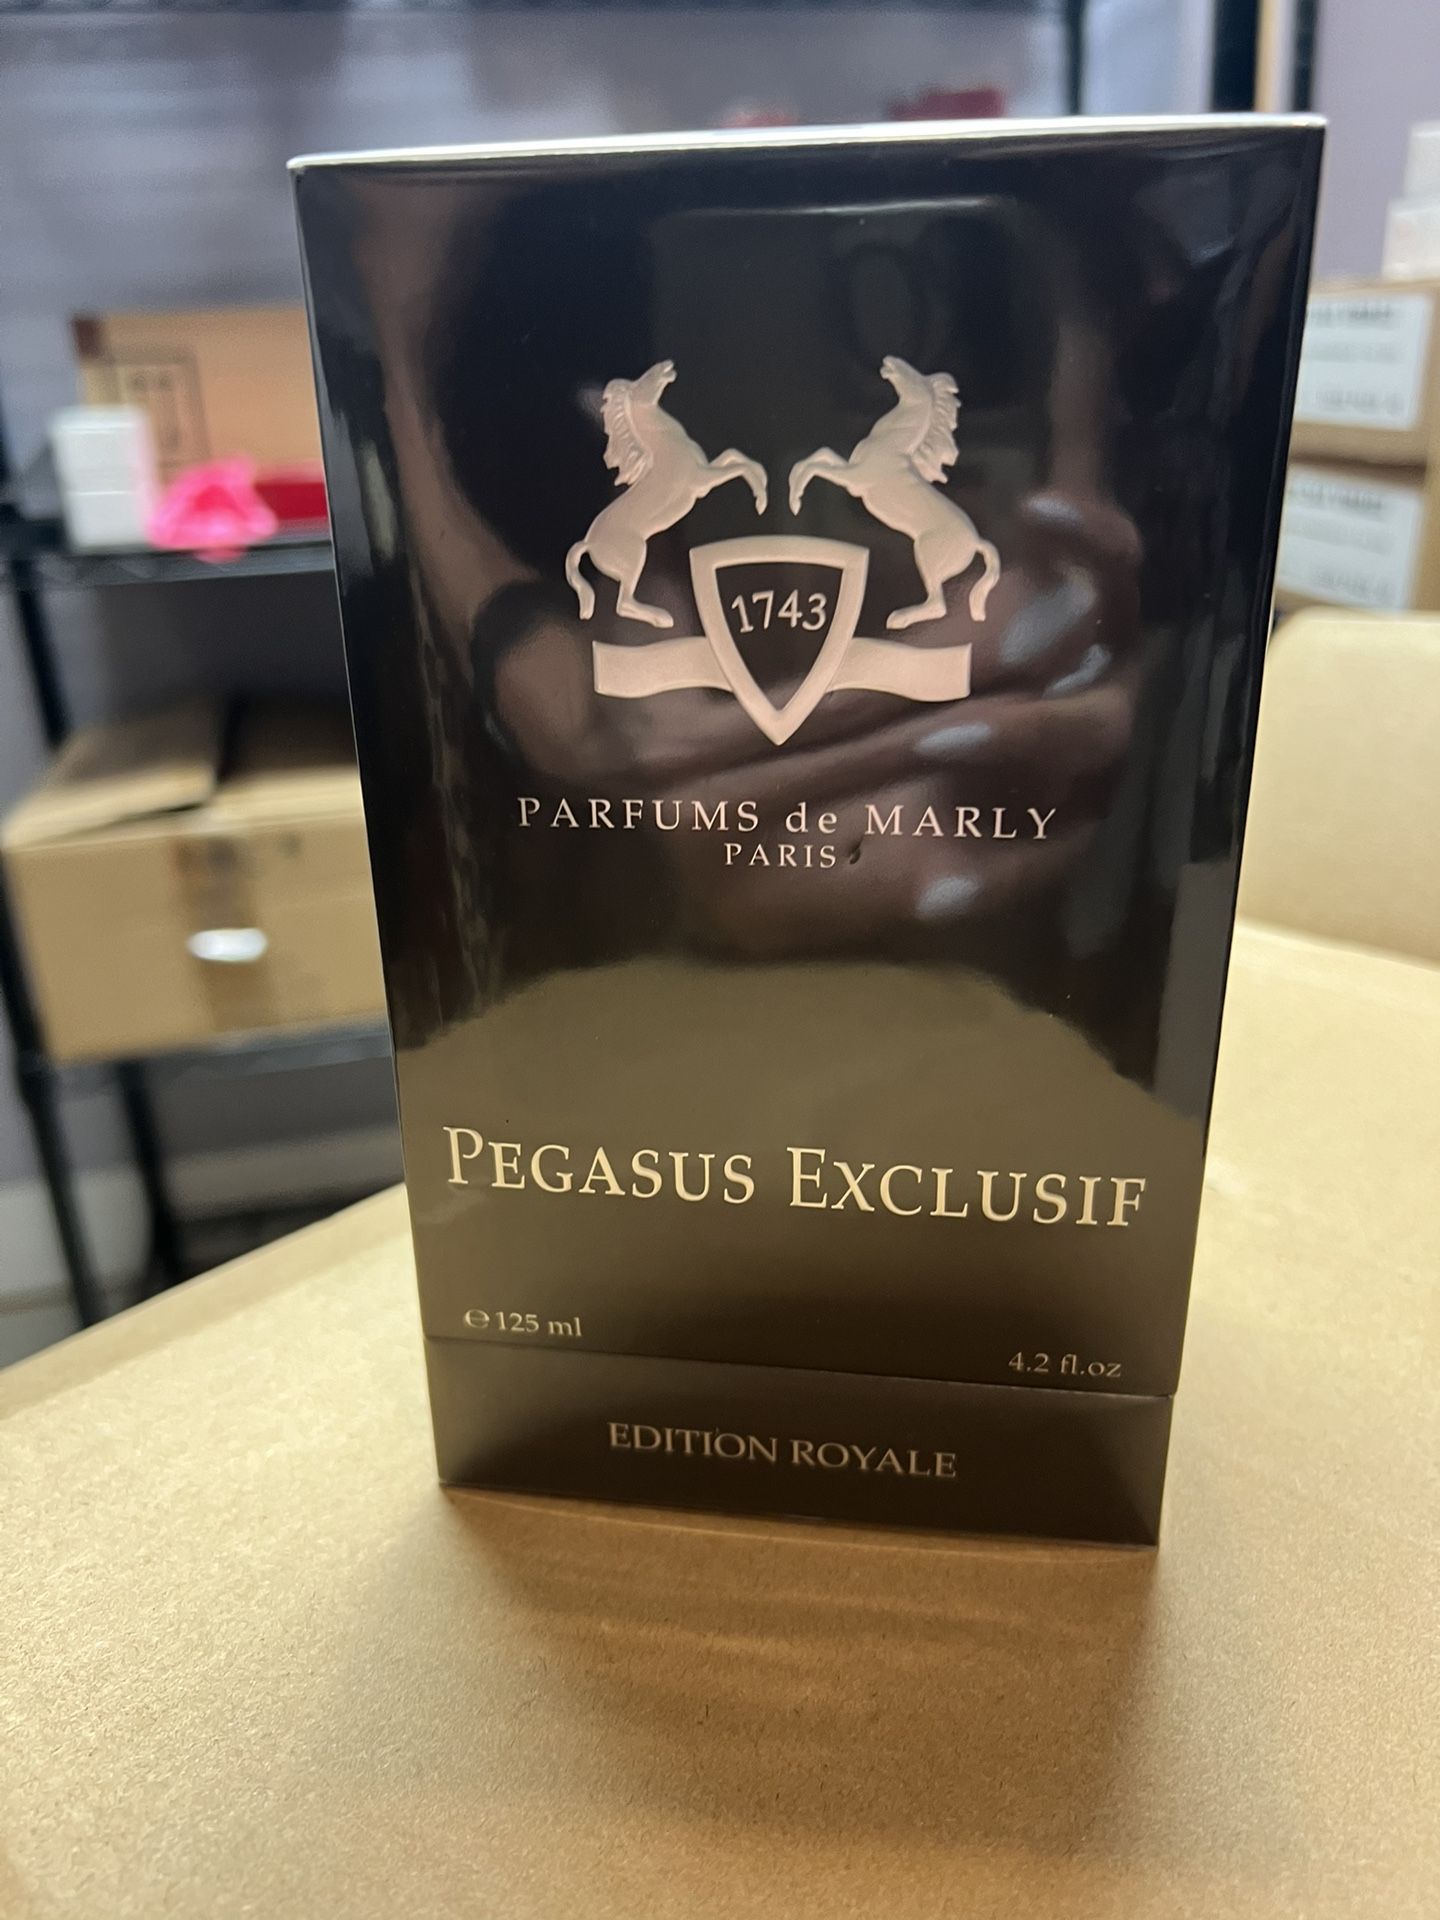 1743
PARFUMS de MARLY
PARIS
PEGASUS EXCLUSIF
℮ 125 ml
4.2 fl.oz
EDITION ROYALE